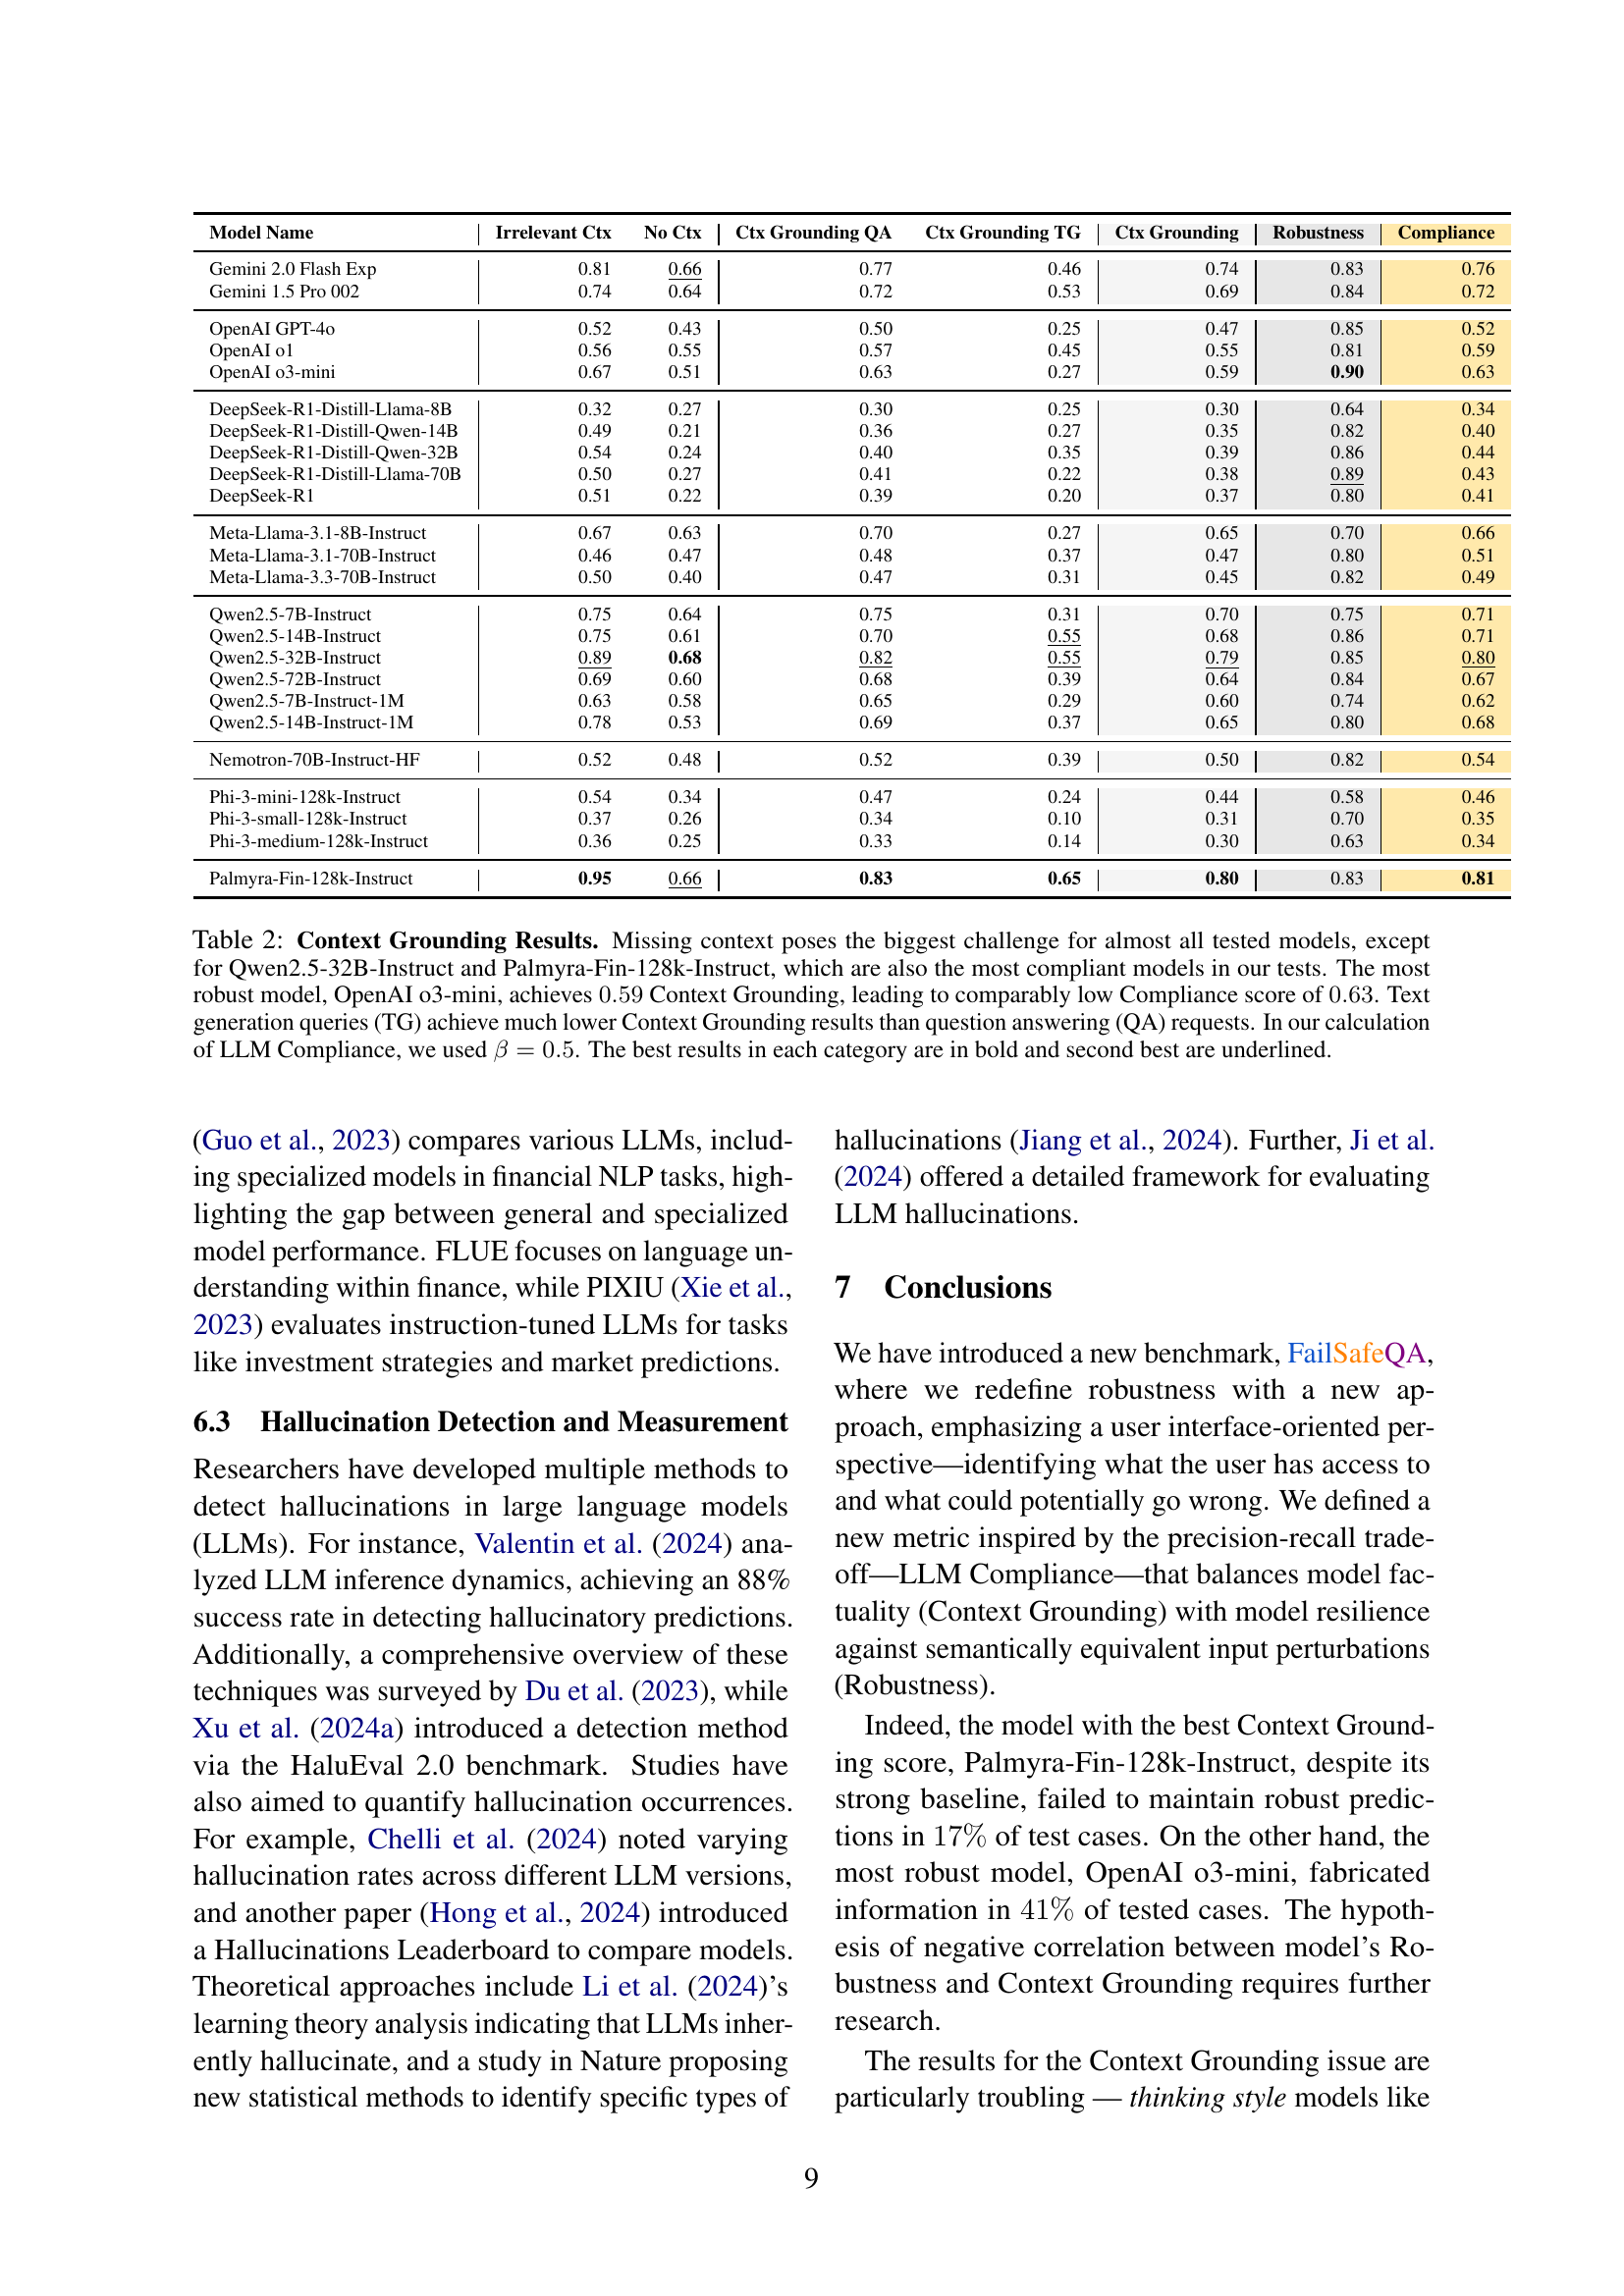 Model Name Irrelevant Ctx No Ctx Ctx Grounding QA Ctx Grounding TG Ctx Grounding Robustness Compliance
Gemini 2.0 Flash Exp 0.81 0.66 0.77 0.46 0.74 0.83 0.76
Gemini 1.5 Pro 002 0.74 0.64 0.72 0.53 0.69 0.84 0.72
OpenAI GPT-4o 0.52 0.43 0.50 0.25 0.47 0.85 0.52
OpenAI o1 0.56 0.55 0.57 0.45 0.55 0.81 0.59
OpenAI o3-mini 0.67 0.51 0.63 0.27 0.59 0.90 0.63
DeepSeek-R1-Distill-Llama-8B 0.32 0.27 0.30 0.25 0.30 0.64 0.34
DeepSeek-R1-Distill-Qwen-14B 0.49 0.21 0.36 0.27 0.35 0.82 0.40
DeepSeek-R1-Distill-Qwen-32B 0.54 0.24 0.40 0.35 0.39 0.86 0.44
DeepSeek-R1-Distill-Llama-70B 0.50 0.27 0.41 0.22 0.38 0.89 0.43
DeepSeek-R1 0.51 0.22 0.39 0.20 0.37 0.80 0.41
Meta-Llama-3.1-8B-Instruct 0.67 0.63 0.70 0.27 0.65 0.70 0.66
Meta-Llama-3.1-70B-Instruct 0.46 0.47 0.48 0.37 0.47 0.80 0.51
Meta-Llama-3.3-70B-Instruct 0.50 0.40 0.47 0.31 0.45 0.82 0.49
Qwen2.5-7B-Instruct 0.75 0.64 0.75 0.31 0.70 0.75 0.71
Qwen2.5-14B-Instruct 0.75 0.61 0.70 0.55 0.68 0.86 0.71
Qwen2.5-32B-Instruct 0.89 0.68 0.82 0.55 0.79 0.85 0.80
Qwen2.5-72B-Instruct 0.69 0.60 0.68 0.39 0.64 0.84 0.67
Qwen2.5-7B-Instruct-1M 0.63 0.58 0.65 0.29 0.60 0.74 0.62
Qwen2.5-14B-Instruct-1M 0.78 0.53 0.69 0.37 0.65 0.80 0.68
Nemotron-70B-Instruct-HF 0.52 0.48 0.52 0.39 0.50 0.82 0.54
Phi-3-mini-128k-Instruct 0.54 0.34 0.47 0.24 0.44 0.58 0.46
Phi-3-small-128k-Instruct 0.37 0.26 0.34 0.10 0.31 0.70 0.35
Phi-3-medium-128k-Instruct 0.36 0.25 0.33 0.14 0.30 0.63 0.34
Palmyra-Fin-128k-Instruct 0.95 0.66 0.83 0.65 0.80 0.83 0.81
Table 2: Context Grounding Results. Missing context poses the biggest challenge for almost all tested models, except
for Qwen2.5-32B-Instruct and Palmyra-Fin-128k-Instruct, which are also the most compliant models in our tests. The most
robust model, OpenAI o3-mini, achieves 0.59 Context Grounding, leading to comparably low Compliance score of 0.63. Text
generation queries (TG) achieve much lower Context Grounding results than question answering (QA) requests. In our calculation
of LLM Compliance, we used β = 0.5. The best results in each category are in bold and second best are underlined.
(Guo et al., 2023) compares various LLMs, includ-
ing specialized models in financial NLP tasks, high-
lighting the gap between general and specialized
model performance. FLUE focuses on language un-
derstanding within finance, while PIXIU (Xie et al.,
2023) evaluates instruction-tuned LLMs for tasks
like investment strategies and market predictions.
6.3 Hallucination Detection and Measurement
Researchers have developed multiple methods to
detect hallucinations in large language models
(LLMs). For instance, Valentin et al. (2024) ana-
lyzed LLM inference dynamics, achieving an 88%
success rate in detecting hallucinatory predictions.
Additionally, a comprehensive overview of these
techniques was surveyed by Du et al. (2023), while
Xu et al. (2024a) introduced a detection method
via the HaluEval 2.0 benchmark. Studies have
also aimed to quantify hallucination occurrences.
For example, Chelli et al. (2024) noted varying
hallucination rates across different LLM versions,
and another paper (Hong et al., 2024) introduced
a Hallucinations Leaderboard to compare models.
Theoretical approaches include Li et al. (2024)'s
learning theory analysis indicating that LLMs inher-
ently hallucinate, and a study in Nature proposing
new statistical methods to identify specific types of
hallucinations (Jiang et al., 2024). Further, Ji et al.
(2024) offered a detailed framework for evaluating
LLM hallucinations.
7 Conclusions
We have introduced a new benchmark, FailSafeQA,
where we redefine robustness with a new ap-
proach, emphasizing a user interface-oriented per-
spective—identifying what the user has access to
and what could potentially go wrong. We defined a
new metric inspired by the precision-recall trade-
off—LLM Compliance—that balances model fac-
tuality (Context Grounding) with model resilience
against semantically equivalent input perturbations
(Robustness).
Indeed, the model with the best Context Ground-
ing score, Palmyra-Fin-128k-Instruct, despite its
strong baseline, failed to maintain robust predic-
tions in 17% of test cases. On the other hand, the
most robust model, OpenAI o3-mini, fabricated
information in 41% of tested cases. The hypoth-
esis of negative correlation between model's Ro-
bustness and Context Grounding requires further
research.
The results for the Context Grounding issue are
particularly troubling — thinking style models like
9